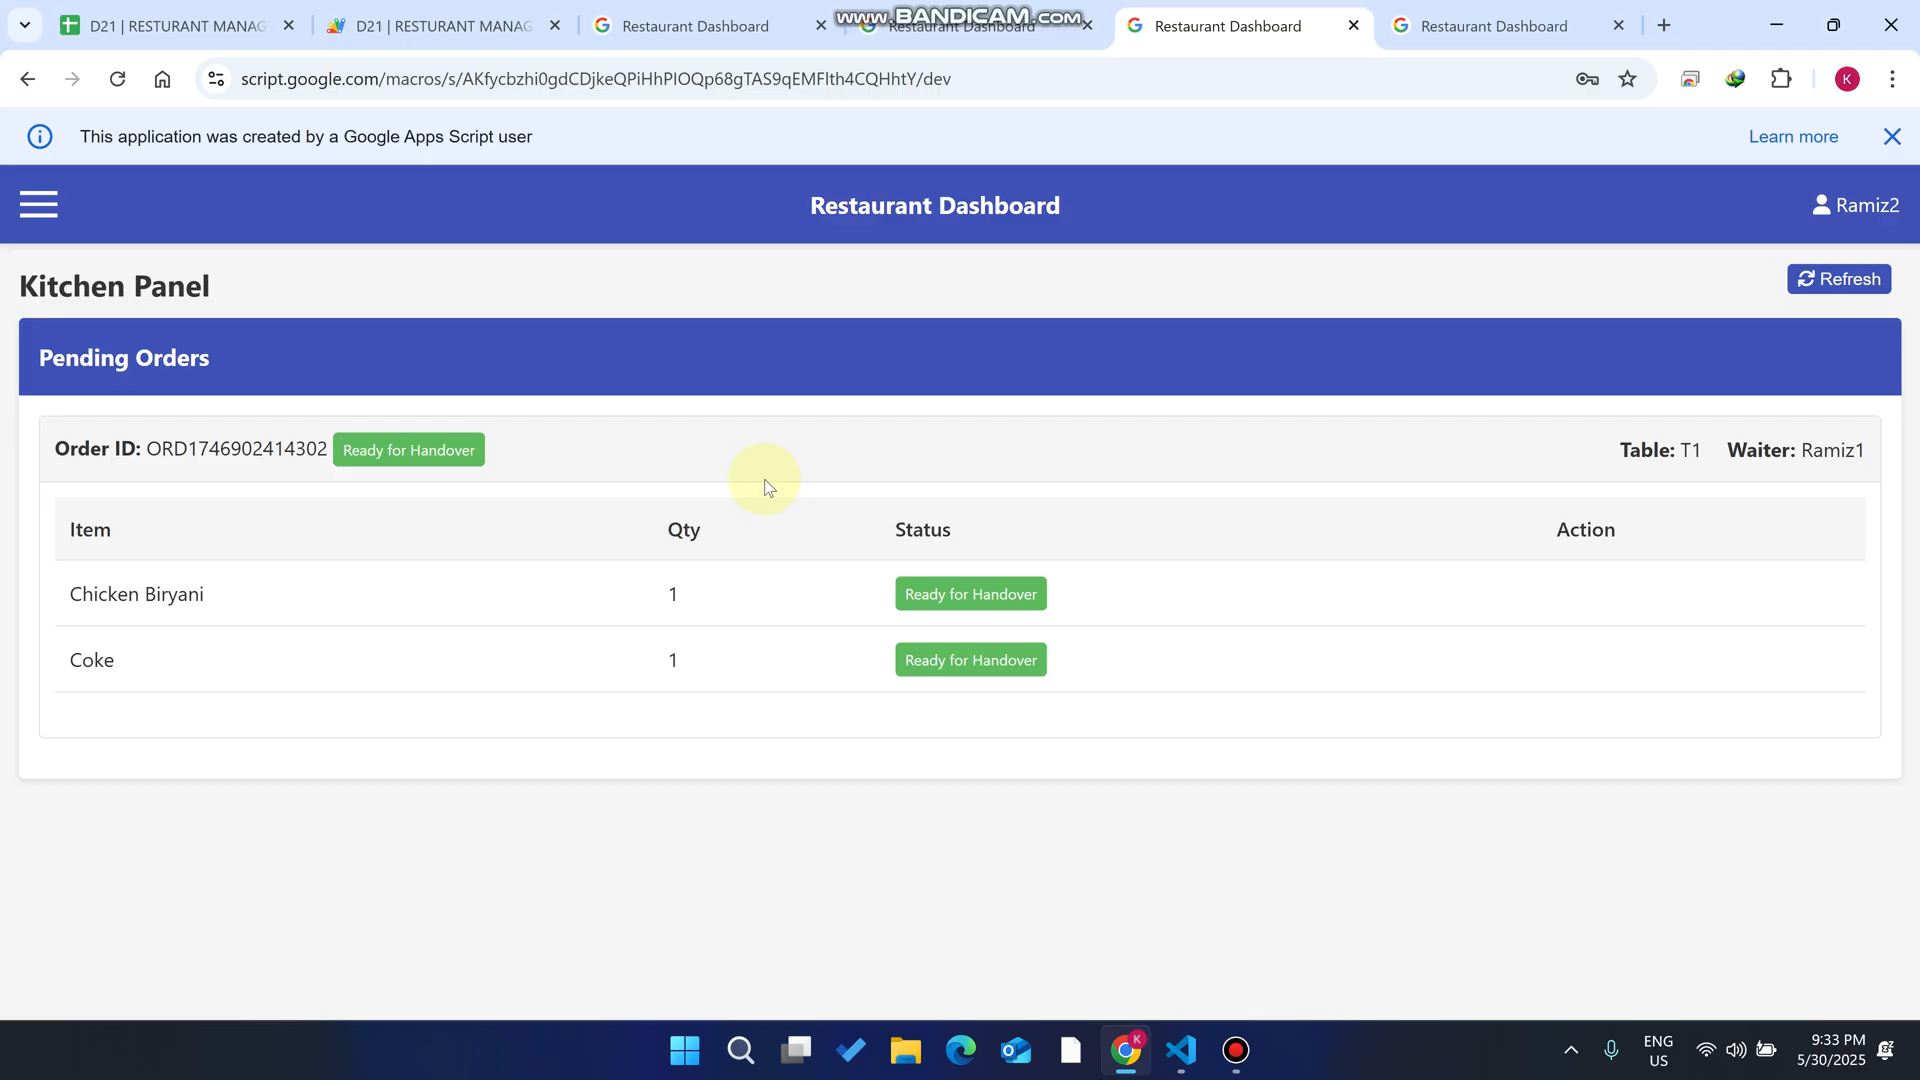 D21 | RESTURANT MANAG
D21 | RESTURANT MANAG
Restaurant Dashboard
Restaurant Dashboard
Restaurant Dashboard
Restaurant Dashboard
www.BANDICAM.com
script.google.com/macros/s/AKfycbzhi0gdCDjkeQPiHhPIOQp68gTAS9qEMFIth4CQHhtY/dev
K
This application was created by a Google Apps Script user
Learn more
Restaurant Dashboard
Ramiz2
Kitchen Panel
Refresh
Pending Orders
Order ID: ORD1746902414302 Ready for Handover
Table: T1 Waiter: Ramiz1
Item Qty Status Action
Chicken Biryani 1 Ready for Handover
Coke 1 Ready for Handover
K
ENG
US
9:33 PM
5/30/2025